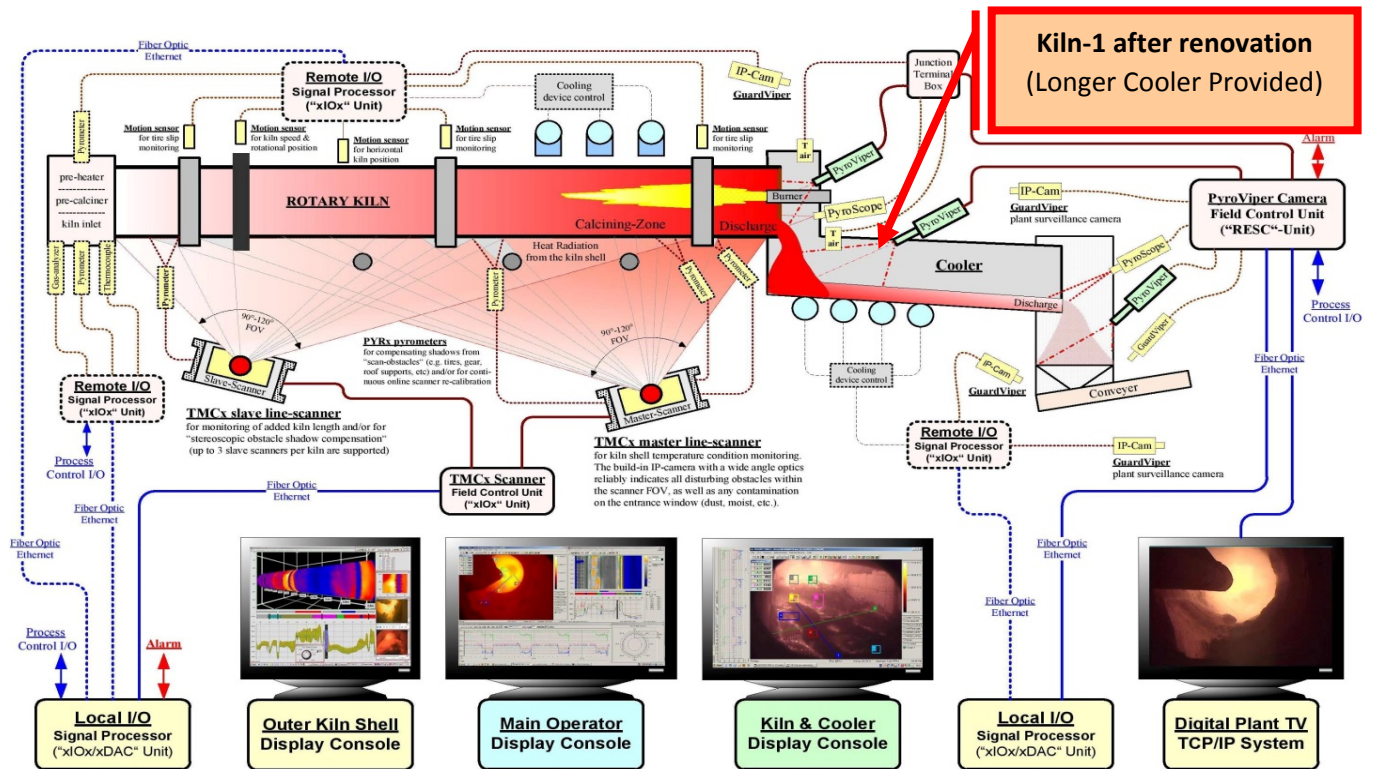 Kiln-1 after renovation
(Longer Cooler Provided)
Fiber Optic
Ethernet
Remote I/O
Signal Processor
("xIOx" Unit)
Cooling
device control
IP-Cam
GuardViper
Junction
Terminal
Box
Alarm
Pyrometer
Motion sensor
for tire slip
monitoring
Motion sensor
for kiln speed &
rotational position
Motion sensor
for horizontal
kiln position
Motion sensor
for tire slip
monitoring
Motion sensor
for tire slip
monitoring
T
air
PyroViper
pre-heater
pre-calciner
kiln inlet
ROTARY KILN
Burner
PyroScope
PyroViper
T
air
IP-Cam
GuardViper
plant surveillance camera
PyroViper Camera
Field Control Unit
("RESC"-Unit)
Calcining-Zone
Discharge
Heat Radiation
from the kiln shell
Cooler
Discharge
PyroScope
PyroViper
GuardViper
Process
Control I/O
Gas-analyzer
Pyrometer
Thermocouple
Pyrometer
Pyrometer
Pyrometer
Pyrometer
90°-120°
FOV
90°-120°
FOV
PYRx pyrometers
for compensating shadows from
"scan-obstacles" (e.g. tires, gear,
roof supports, etc) and/or for conti-
nuous online scanner re-calibration
Slave-Scanner
Master-Scanner
Cooling
device control
IP-Cam
GuardViper
Conveyer
Fiber Optic
Ethernet
Remote I/O
Signal Processor
("xIOx" Unit)
TMCx slave line-scanner
for monitoring of added kiln length and/or for
"stereoscopic obstacle shadow compensation"
(up to 3 slave scanners per kiln are supported)
TMCx master line-scanner
for kiln shell temperature condition monitoring.
The build-in IP-camera with a wide angle optics
reliably indicates all disturbing obstacles within
the scanner FOV, as well as any contamination
on the entrance window (dust, moist, etc.).
Remote I/O
Signal Processor
("xIOx" Unit)
IP-Cam
GuardViper
plant surveillance camera
Process
Control I/O
TMCx Scanner
Field Control Unit
("xIOx" Unit)
Fiber Optic
Ethernet
Fiber Optic
Ethernet
Fiber Optic
Ethernet
Fiber Optic
Ethernet
Fiber Optic
Ethernet
Process
Control I/O
Alarm
Local I/O
Signal Processor
("xIOx/xDAC" Unit)
Outer Kiln Shell
Display Console
Main Operator
Display Console
Kiln & Cooler
Display Console
Local I/O
Signal Processor
("xIOx/xDAC" Unit)
Digital Plant TV
TCP/IP System